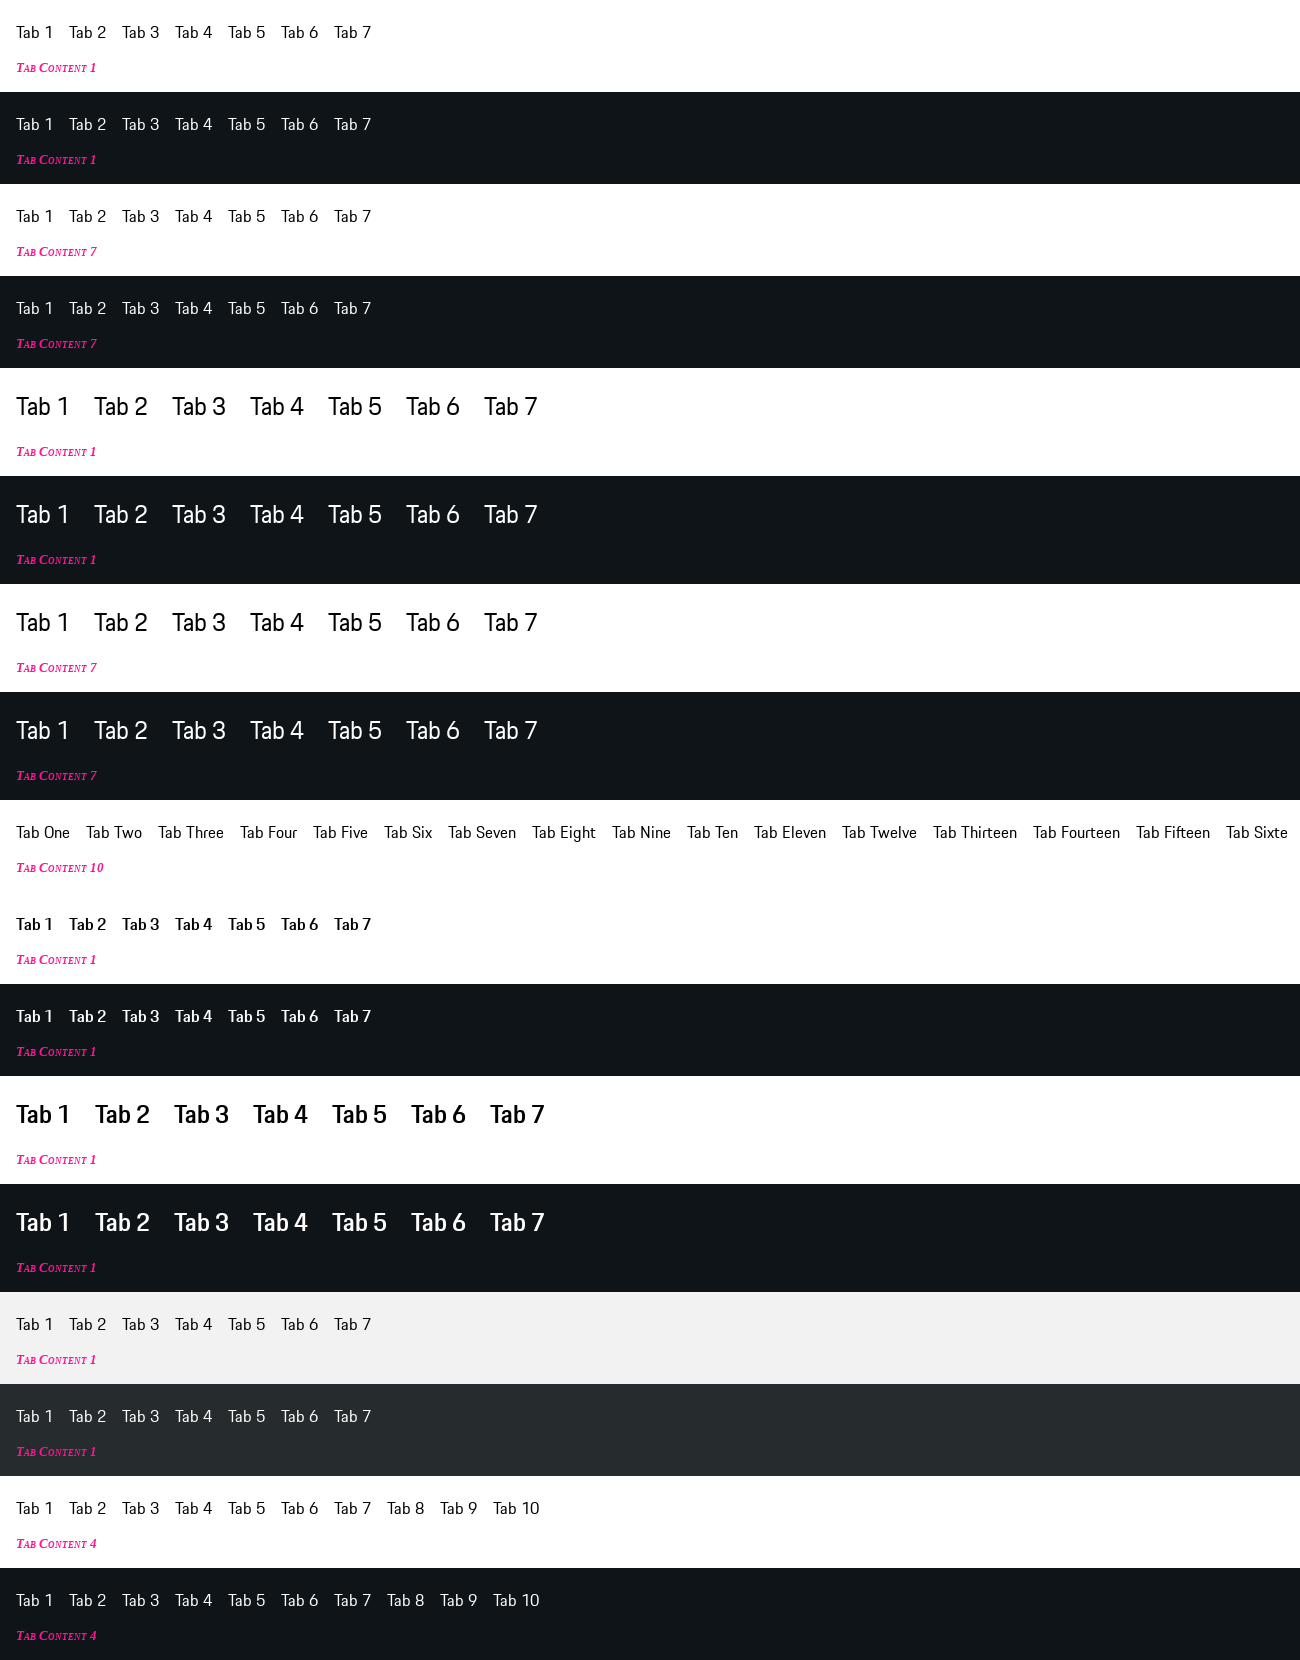 Tab 1 Tab 2 Tab 3 Tab 4 Tab 5 Tab 6 Tab 7
Tab Content 1
Tab 1 Tab 2 Tab 3 Tab 4 Tab 5 Tab 6 Tab 7
Tab Content 1
Tab 1 Tab 2 Tab 3 Tab 4 Tab 5 Tab 6 Tab 7
Tab Content 7
Tab 1 Tab 2 Tab 3 Tab 4 Tab 5 Tab 6 Tab 7
Tab Content 7
Tab 1 Tab 2 Tab 3 Tab 4 Tab 5 Tab 6 Tab 7
Tab Content 1
Tab 1 Tab 2 Tab 3 Tab 4 Tab 5 Tab 6 Tab 7
Tab Content 1
Tab 1 Tab 2 Tab 3 Tab 4 Tab 5 Tab 6 Tab 7
Tab Content 7
Tab 1 Tab 2 Tab 3 Tab 4 Tab 5 Tab 6 Tab 7
Tab Content 7
Tab One Tab Two Tab Three Tab Four Tab Five Tab Six Tab Seven Tab Eight Tab Nine Tab Ten Tab Eleven Tab Twelve Tab Thirteen Tab Fourteen Tab Fifteen Tab Sixte
Tab Content 10
Tab 1 Tab 2 Tab 3 Tab 4 Tab 5 Tab 6 Tab 7
Tab Content 1
Tab 1 Tab 2 Tab 3 Tab 4 Tab 5 Tab 6 Tab 7
Tab Content 1
Tab 1 Tab 2 Tab 3 Tab 4 Tab 5 Tab 6 Tab 7
Tab Content 1
Tab 1 Tab 2 Tab 3 Tab 4 Tab 5 Tab 6 Tab 7
Tab Content 1
Tab 1 Tab 2 Tab 3 Tab 4 Tab 5 Tab 6 Tab 7
Tab Content 1
Tab 1 Tab 2 Tab 3 Tab 4 Tab 5 Tab 6 Tab 7
Tab Content 1
Tab 1 Tab 2 Tab 3 Tab 4 Tab 5 Tab 6 Tab 7 Tab 8 Tab 9 Tab 10
Tab Content 4
Tab 1 Tab 2 Tab 3 Tab 4 Tab 5 Tab 6 Tab 7 Tab 8 Tab 9 Tab 10
Tab Content 4